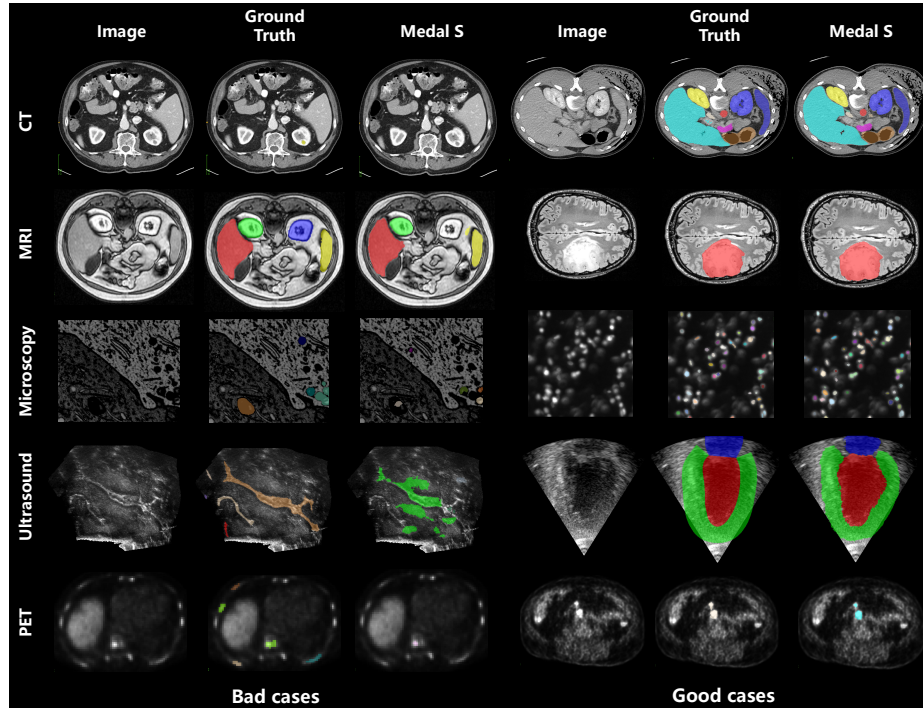 Image
Ground
Truth
Medal S
Image
Ground
Truth
Medal S
CT
MRI
Microscopy
Ultrasound
PET
Bad cases
Good cases